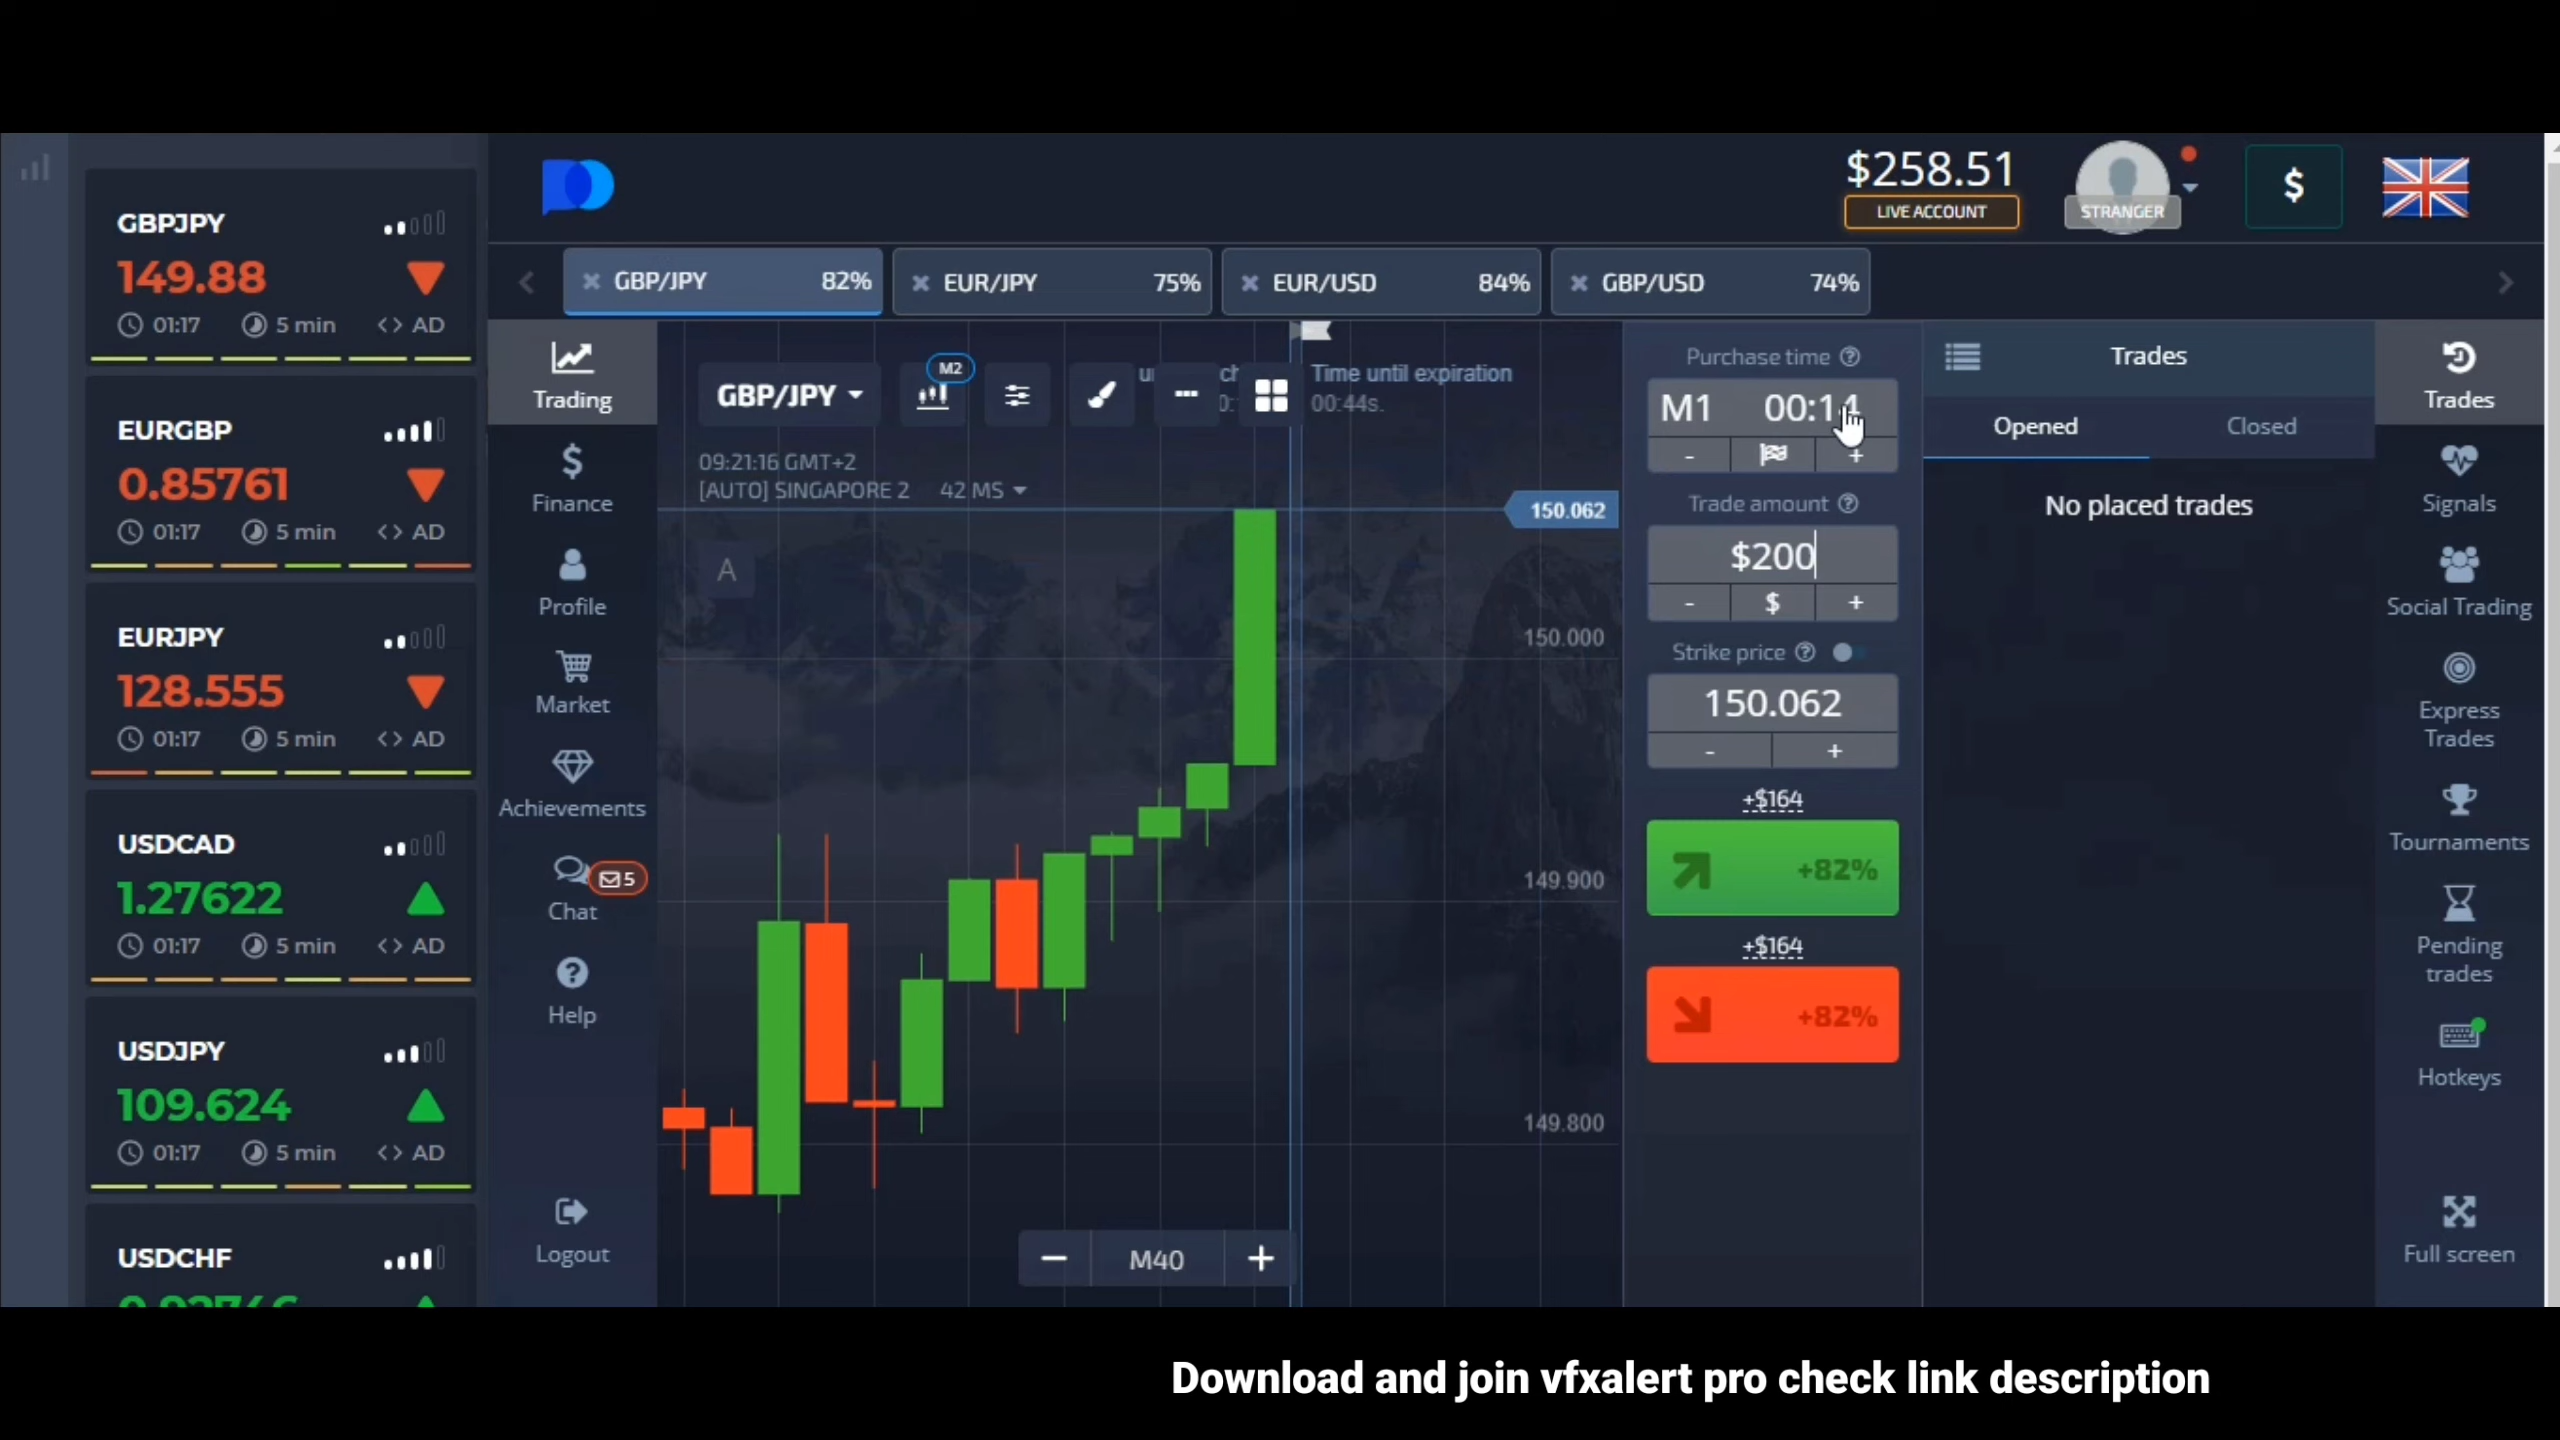 GBPJPY
149.88
01:17 5 min <> AD
EURGBP
0.85761
01:17 5 min <> AD
EURJPY
128.555
01:17 5 min <> AD
USDCAD
1.27622
01:17 5 min <> AD
USDJPY
109.624
01:17 5 min <> AD
USDCHF
$258.51
LIVE ACCOUNT
STRANGER
$
GBP/JPY 82%
EUR/JPY 75%
EUR/USD 84%
GBP/USD 74%
Trading
Finance
Profile
Market
Achievements
5
Chat
Help
Logout
GBP/JPY
M2
Time until expiration
00:44s.
09:21:16 GMT+2
[AUTO] SINGAPORE 2 42 MS
A
150.062
150.000
149.900
149.800
- M40 +
Purchase time
M1 00:14
- +
Trade amount
$200
- $ +
Strike price
150.062
- +
+$164
+82%
+$164
+82%
Trades
Opened Closed
No placed trades
Trades
Signals
Social Trading
Express
Trades
Tournaments
Pending
trades
Hotkeys
Full screen
Download and join vfxalert pro check link description